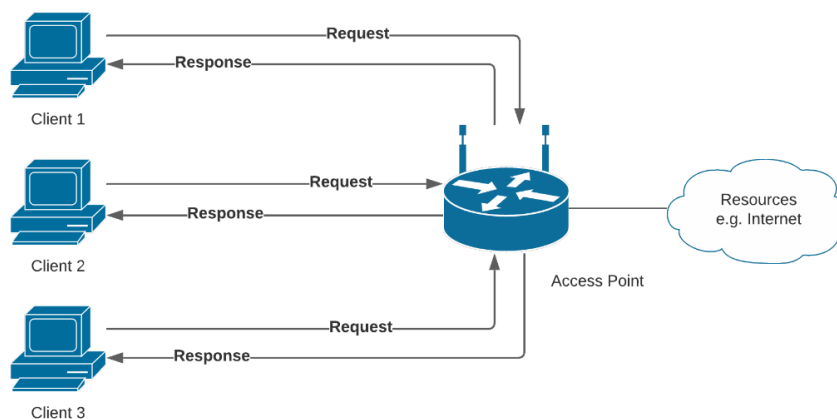 Request
Response
Client 1
Request
Response
Client 2
Resources
e.g. Internet
Access Point
Request
Response
Client 3